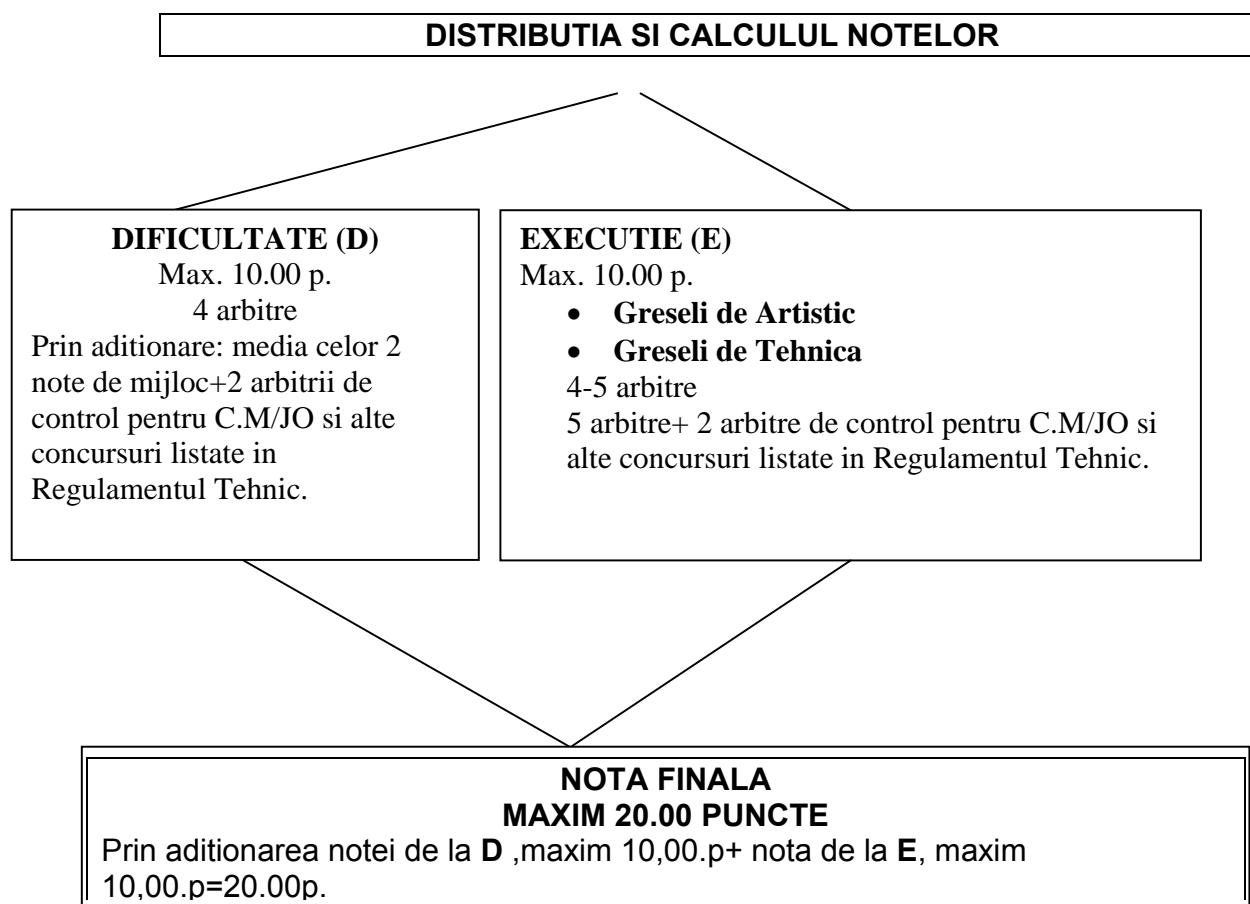 DISTRIBUTIA SI CALCULUL NOTELOR
DIFICULTATE (D)
Max. 10.00 p.
4 arbitre
Prin aditionare: media celor 2
note de mijloc+2 arbitrii de
control pentru C.M/JO si alte
concursuri listate in
Regulamentul Tehnic.
EXECUTIE (E)
Max. 10.00 p.
• Greseli de Artistic
• Greseli de Tehnica
4-5 arbitre
5 arbitre+ 2 arbitre de control pentru C.M/JO si
alte concursuri listate in Regulamentul Tehnic.
NOTA FINALA
MAXIM 20.00 PUNCTE
Prin aditionarea notei de la D ,maxim 10,00.p+ nota de la E, maxim
10,00.p=20.00p.